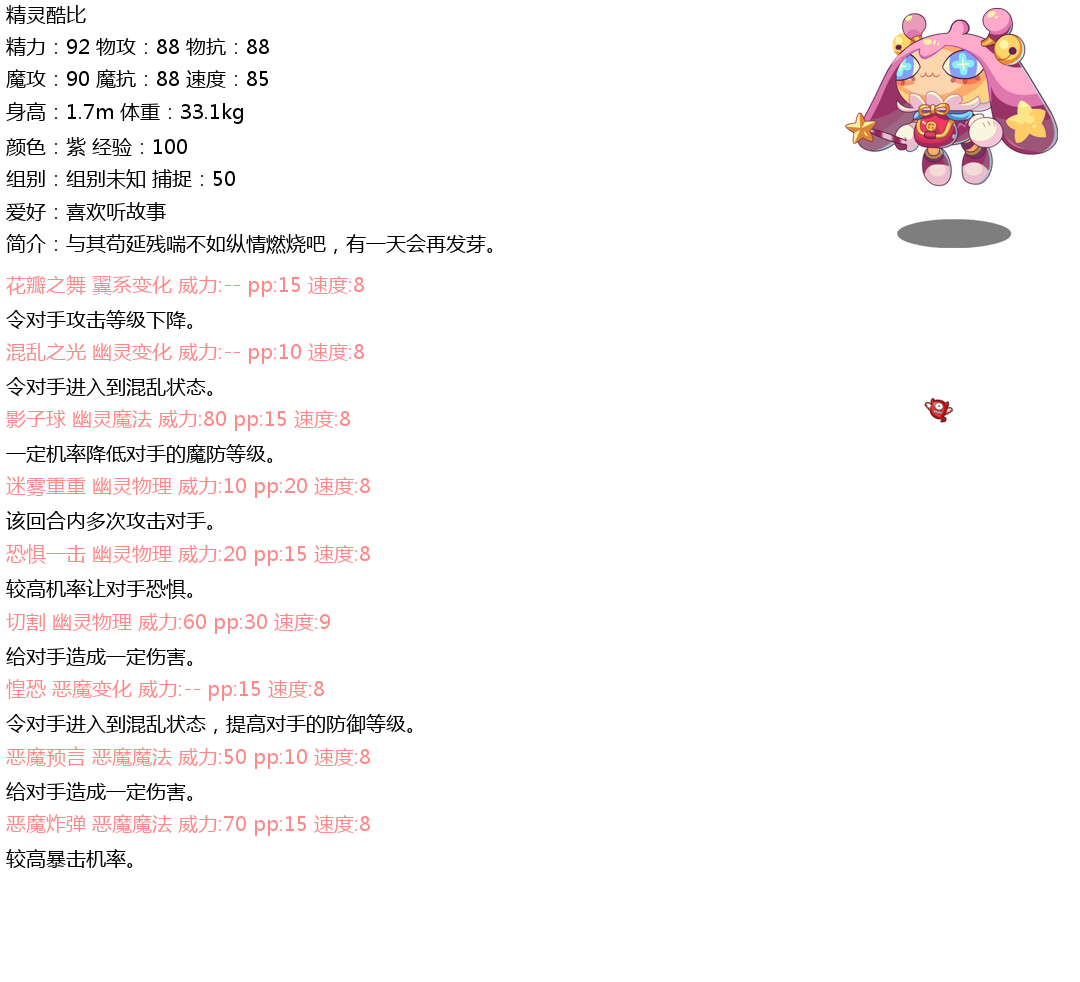 精灵酷比
精力：92 物攻：88 物抗：88
魔攻：90 魔抗：88 速度：85
身高：1.7m 体重：33.1kg
颜色：紫 经验：100
组别：组别未知 捕捉：50
爱好：喜欢听故事
简介：与其苟延残喘不如纵情燃烧吧，有一天会再发芽。
花瓣之舞 翼系变化 威力:-- pp:15 速度:8
令对手攻击等级下降。
混乱之光 幽灵变化 威力:-- pp:10 速度:8
令对手进入到混乱状态。
影子球 幽灵魔法 威力:80 pp:15 速度:8
一定机率降低对手的魔防等级。
迷雾重重 幽灵物理 威力:10 pp:20 速度:8
该回合内多次攻击对手。
恐惧一击 幽灵物理 威力:20 pp:15 速度:8
较高机率让对手恐惧。
切割 幽灵物理 威力:60 pp:30 速度:9
给对手造成一定伤害。
惶恐 恶魔变化 威力:-- pp:15 速度:8
令对手进入到混乱状态，提高对手的防御等级。
恶魔预言 恶魔魔法 威力:50 pp:10 速度:8
给对手造成一定伤害。
恶魔炸弹 恶魔魔法 威力:70 pp:15 速度:8
较高暴击机率。